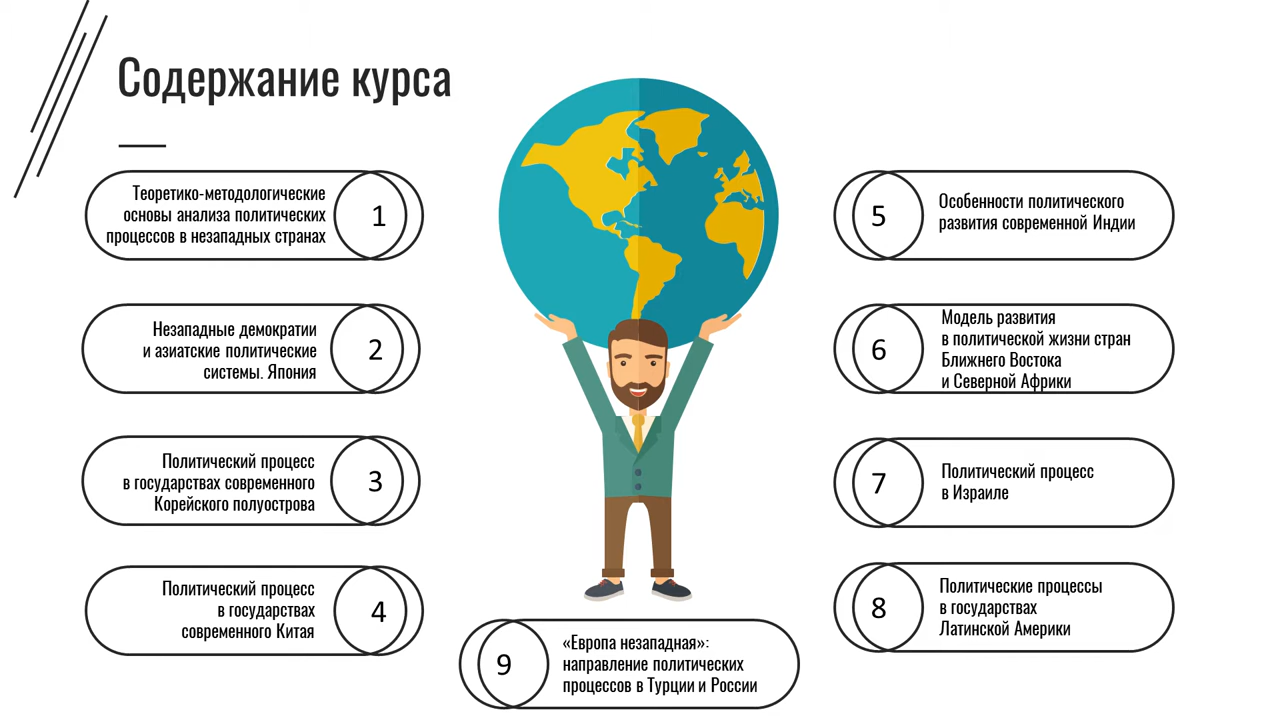 Содержание курса
Теоретико-методологические
основы анализа политических
процессов в незападных странах
1
Незападные демократии
и азиатские политические
системы. Япония
2
Политический процесс
в государствах современного
Корейского полуострова
3
Политический процесс
в государствах
современного Китая
4
5
Особенности политического
развития современной Индии
6
Модель развития
в политической жизни стран
Ближнего Востока
и Северной Африки
7
Политический процесс
в Израиле
8
Политические процессы
в государствах
Латинской Америки
9
«Европа незападная»:
направление политических
процессов в Турции и России